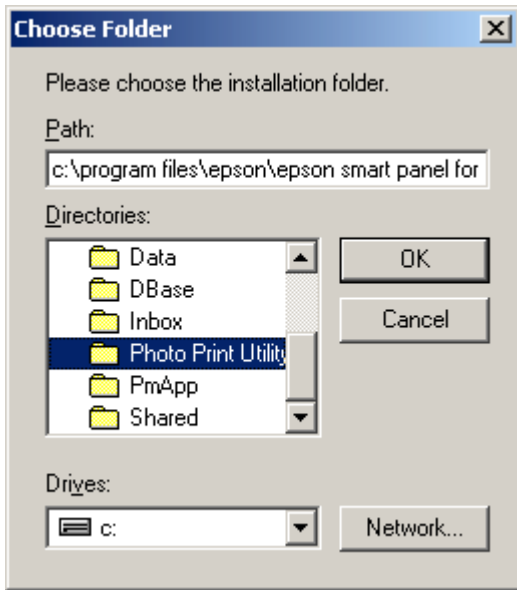 Choose Folder
Please choose the installation folder.
Path:
c:\program files\epson\epson smart panel for
Directories:
Data
DBase
Inbox
Photo Print Utility
PmApp
Shared
OK
Cancel
Drives:
c:
Network...